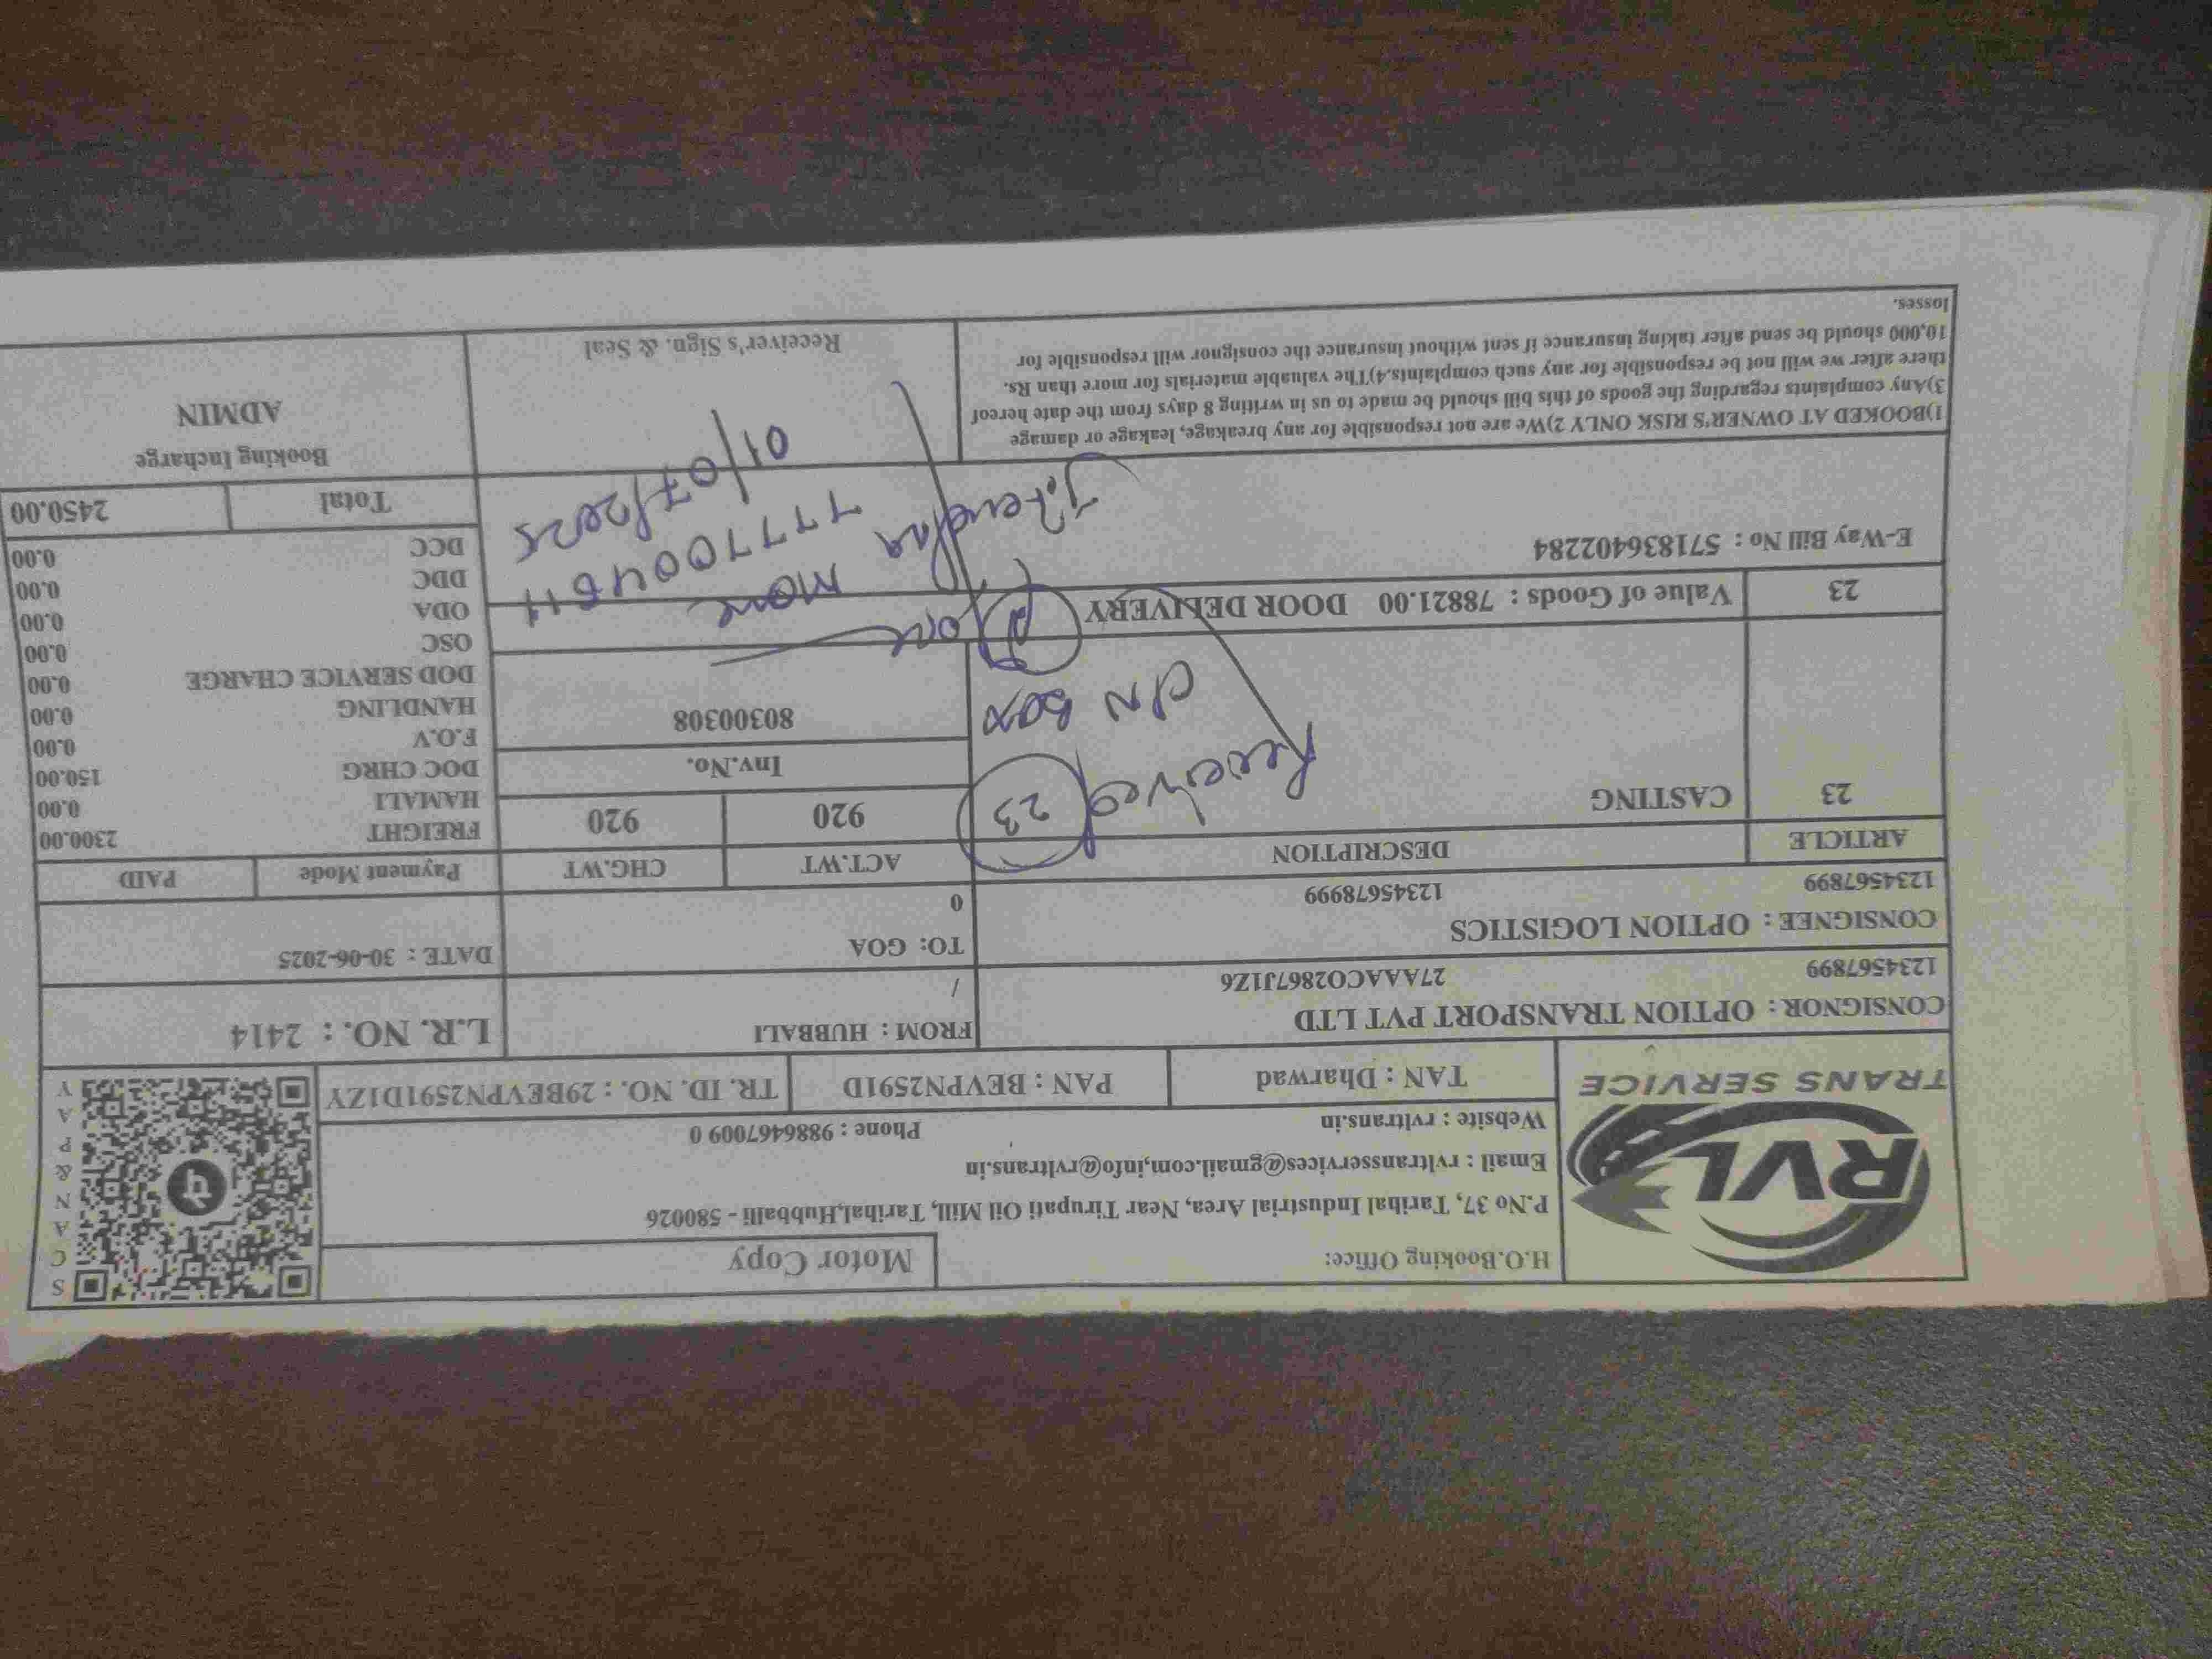 RVL
TRANS SERVICE
H.O.Booking Office:
Motor Copy
P.No 37, Tarihal Industrial Area, Near Tirupati Oil Mill, Tarihal,Hubballi - 580026
Email : rvltransservices@gmail.com,info@rvltrans.in
Website : rvltrans.in Phone : 9886467009 0
TAN : Dharwad PAN : BEVPN2591D TR. ID. NO. : 29BEVPN2591D1ZY
SCAN & PAY
CONSIGNOR : OPTION TRANSPORT PVT LTD
1234567899 27AAACO2867J1Z6
FROM : HUBBALI
/
L.R. NO. : 2414
CONSIGNEE : OPTION LOGISTICS
1234567899 12345678999
TO: GOA
0
DATE : 30-06-2025
ARTICLE DESCRIPTION ACT.WT CHG.WT Payment Mode PAID
23 CASTING 920 920
Inv.No.
80300308
FREIGHT 2300.00
HAMALI 0.00
DOC CHRG 150.00
F.O.V 0.00
HANDLING 0.00
DOD SERVICE CHARGE 0.00
OSC 0.00
ODA 0.00
DDC 0.00
DCC 0.00
Total 2450.00
Received 23
box
23 Value of Goods : 78821.00 DOOR DELIVERY
E-Way Bill No : 571836402284
Jitendra More
01/07/2025
1)BOOKED AT OWNER'S RISK ONLY 2)We are not responsible for any breakage, leakage or damage
3)Any complaints regarding the goods of this bill should be made to us in writing 8 days from the date hereof
there after we will not be responsible for any such complaints.4)The valuable materials for more than Rs.
10,000 should be send after taking insurance if sent without insurance the consignor will responsible for
losses.
Receiver's Sign. & Seal
Booking Incharge
ADMIN